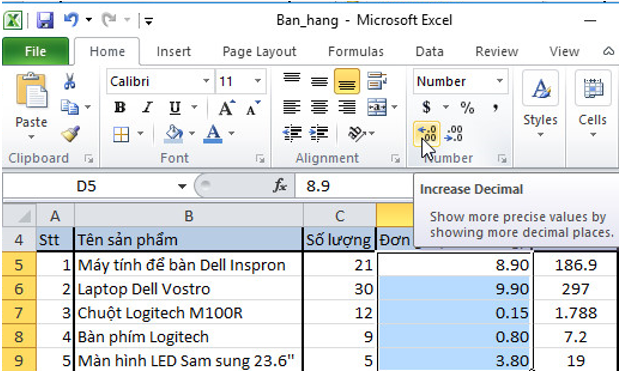 Ban_hang - Microsoft Excel
File Home Insert Page Layout Formulas Data Review View
Calibri 11 Number
B I U A A $ % ,
Paste Styles Cells
Clipboard Font Alignment Number
D5 fx 8.9
Increase Decimal
Show more precise values by
showing more decimal places.
A B C
4 Stt Tên sản phẩm Số lượng Đơn g
5 1 Máy tính để bàn Dell Inspron 21 8.90 186.9
6 2 Laptop Dell Vostro 30 9.90 297
7 3 Chuột Logitech M100R 12 0.15 1.788
8 4 Bàn phím Logitech 9 0.80 7.2
9 5 Màn hình LED Sam sung 23.6" 5 3.80 19